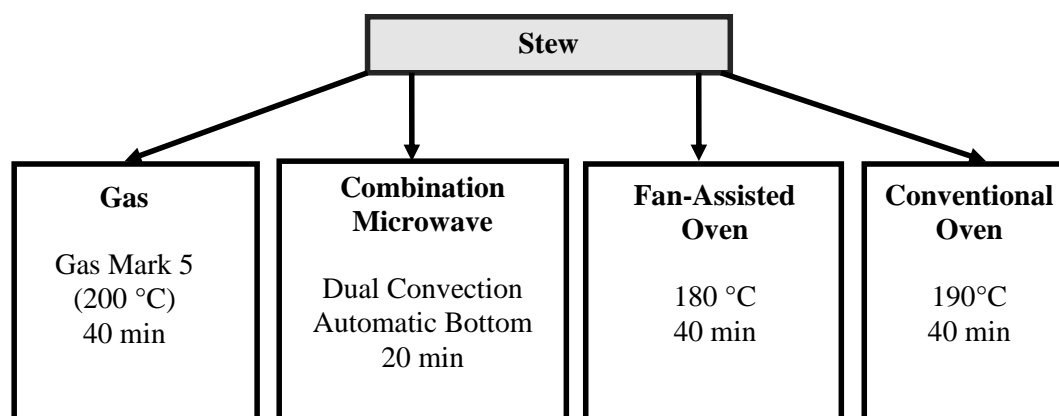 Stew
Gas
Gas Mark 5
(200 °C)
40 min
Combination
Microwave
Dual Convection
Automatic Bottom
20 min
Fan-Assisted
Oven
180 °C
40 min
Conventional
Oven
190°C
40 min